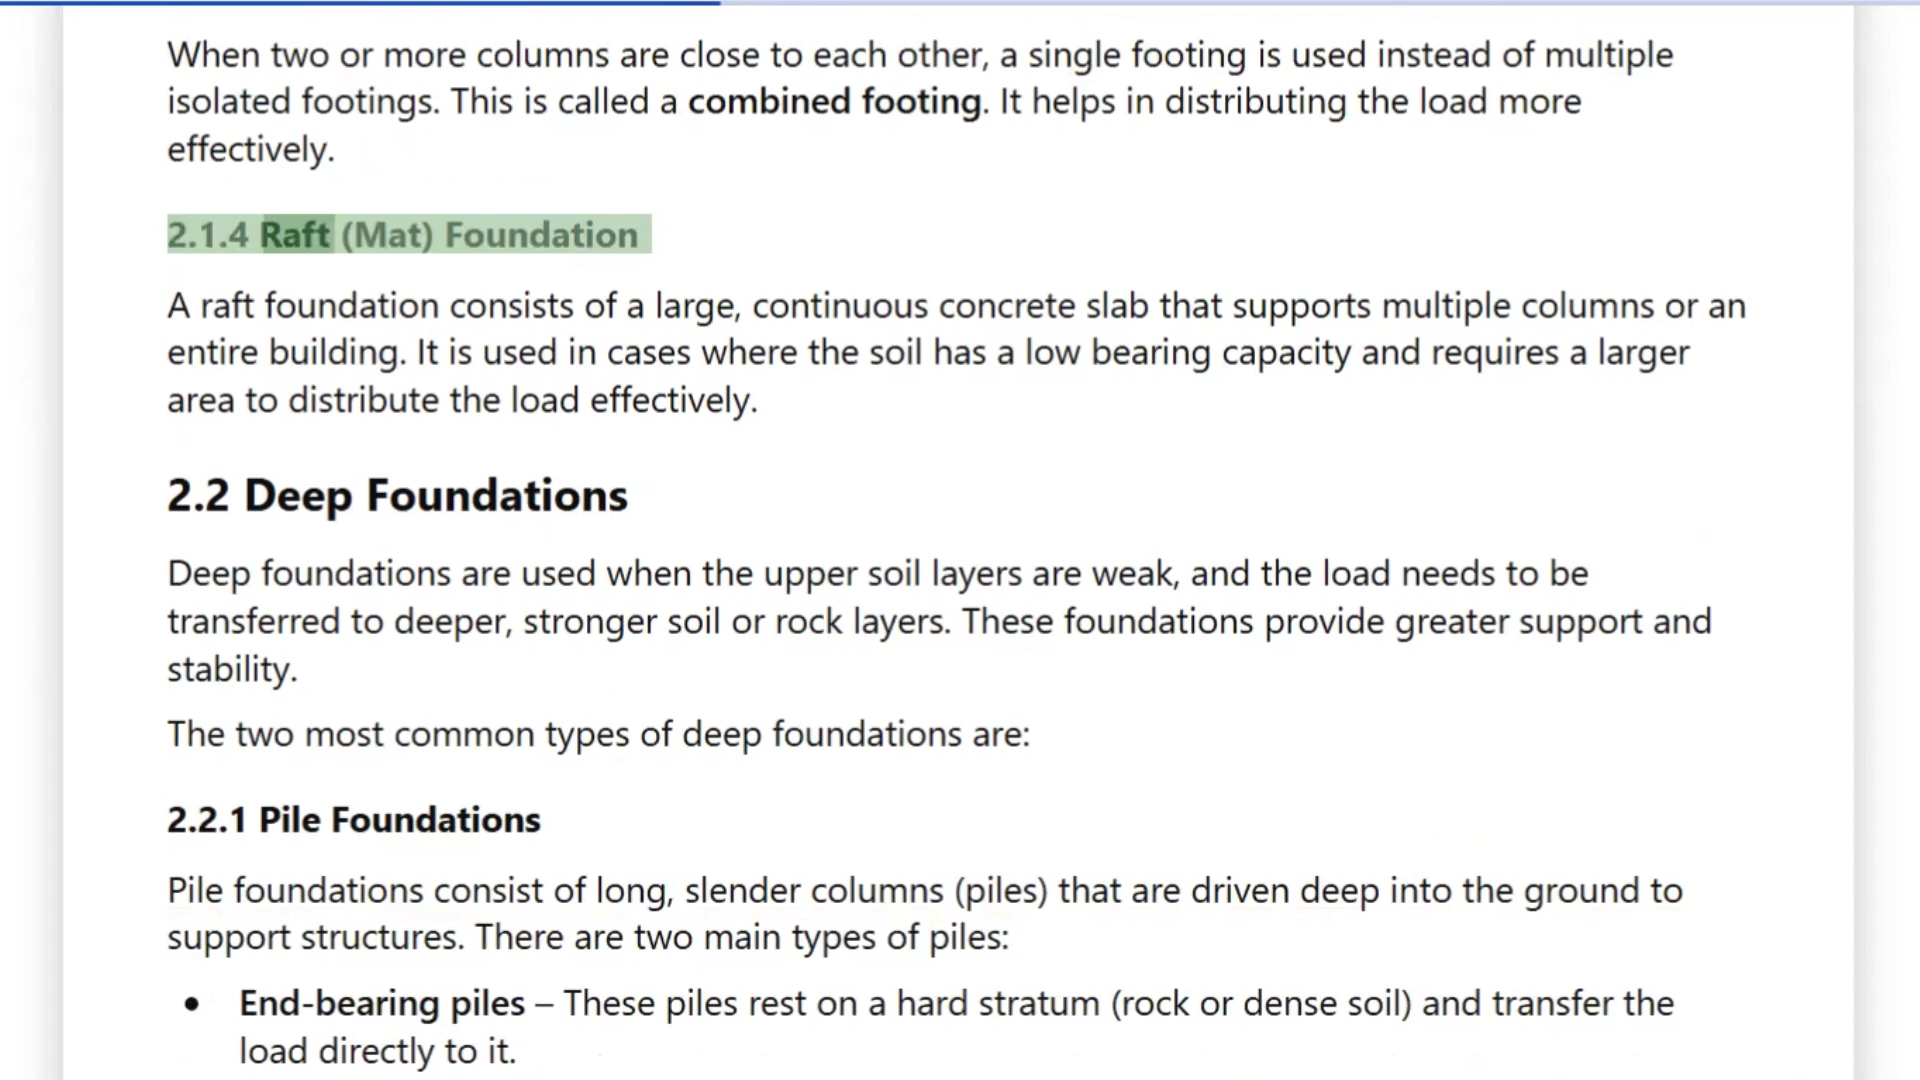 When two or more columns are close to each other, a single footing is used instead of multiple
isolated footings. This is called a combined footing. It helps in distributing the load more
effectively.
2.1.4 Raft (Mat) Foundation
A raft foundation consists of a large, continuous concrete slab that supports multiple columns or an
entire building. It is used in cases where the soil has a low bearing capacity and requires a larger
area to distribute the load effectively.
2.2 Deep Foundations
Deep foundations are used when the upper soil layers are weak, and the load needs to be
transferred to deeper, stronger soil or rock layers. These foundations provide greater support and
stability.
The two most common types of deep foundations are:
2.2.1 Pile Foundations
Pile foundations consist of long, slender columns (piles) that are driven deep into the ground to
support structures. There are two main types of piles:
• End-bearing piles – These piles rest on a hard stratum (rock or dense soil) and transfer the
load directly to it.